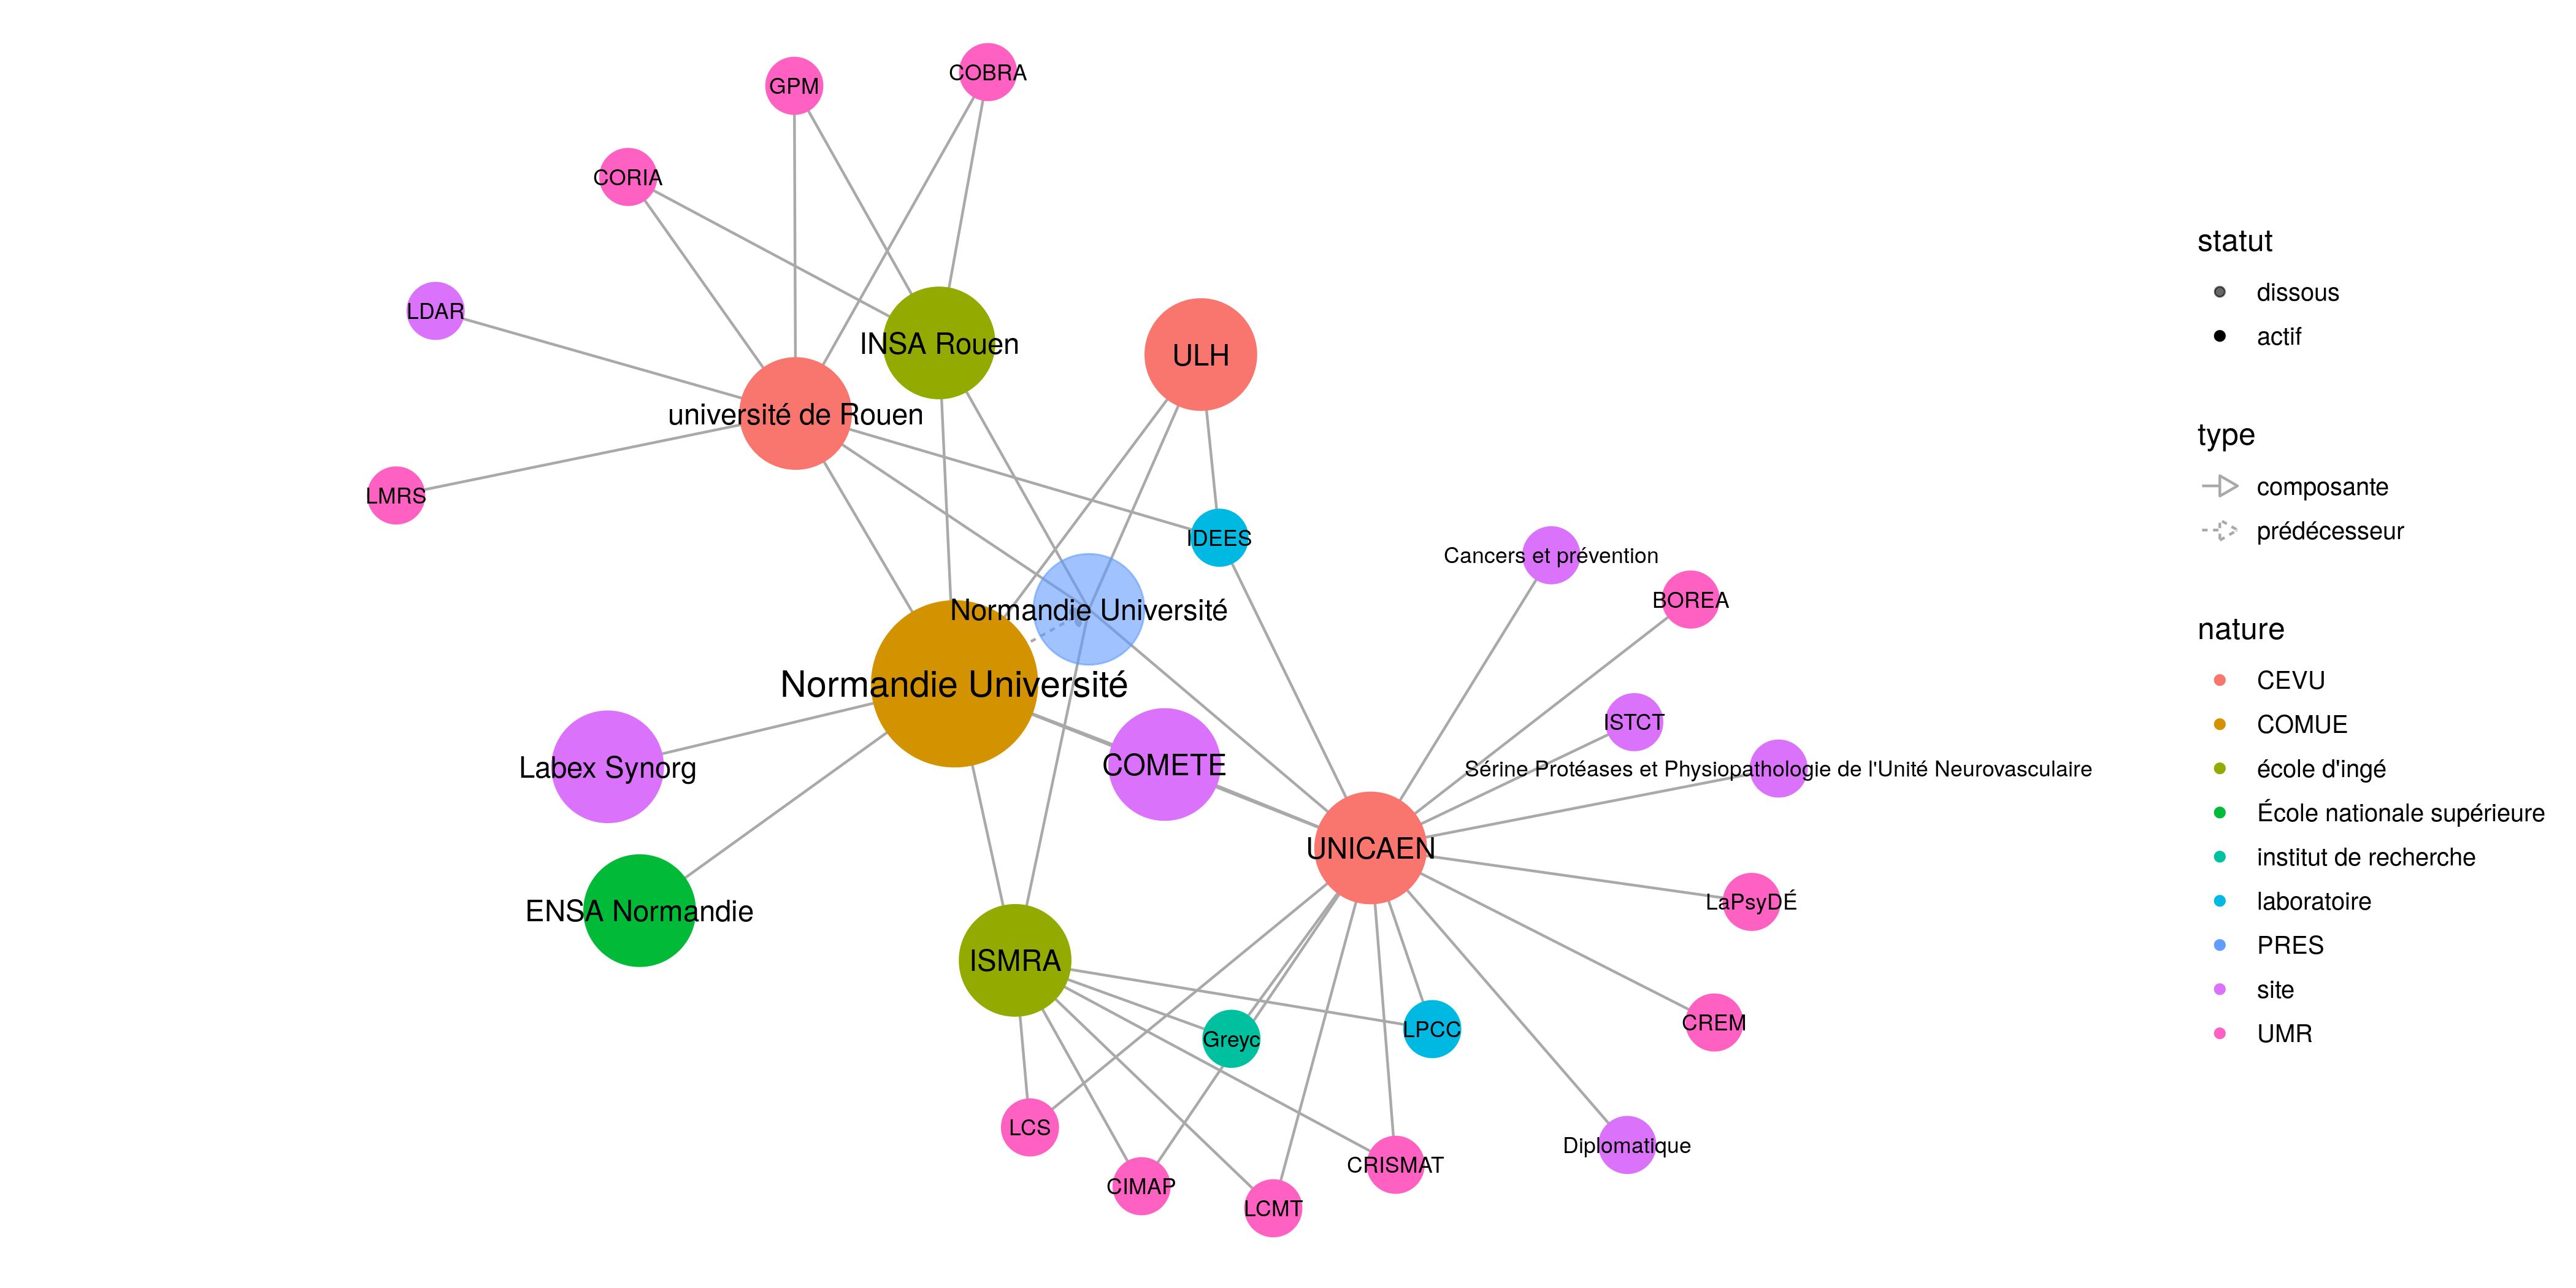 COBRA
GPM
CORIA
LDAR
INSA Rouen
ULH
université de Rouen
LMRS
IDEES
Cancers et prévention
BOREA
Normandie Université
Normandie Université
ISTCT
COMETE
Labex Synorg
Sérine Protéases et Physiopathologie de l'Unité Neurovasculaire
UNICAEN
LaPsyDÉ
ENSA Normandie
ISMRA
CREM
LPCC
Greyc
LCS
Diplomatique
CRISMAT
CIMAP
LCMT
statut
dissous
actif
type
composante
prédécesseur
nature
CEVU
COMUE
école d'ingé
École nationale supérieure
institut de recherche
laboratoire
PRES
site
UMR